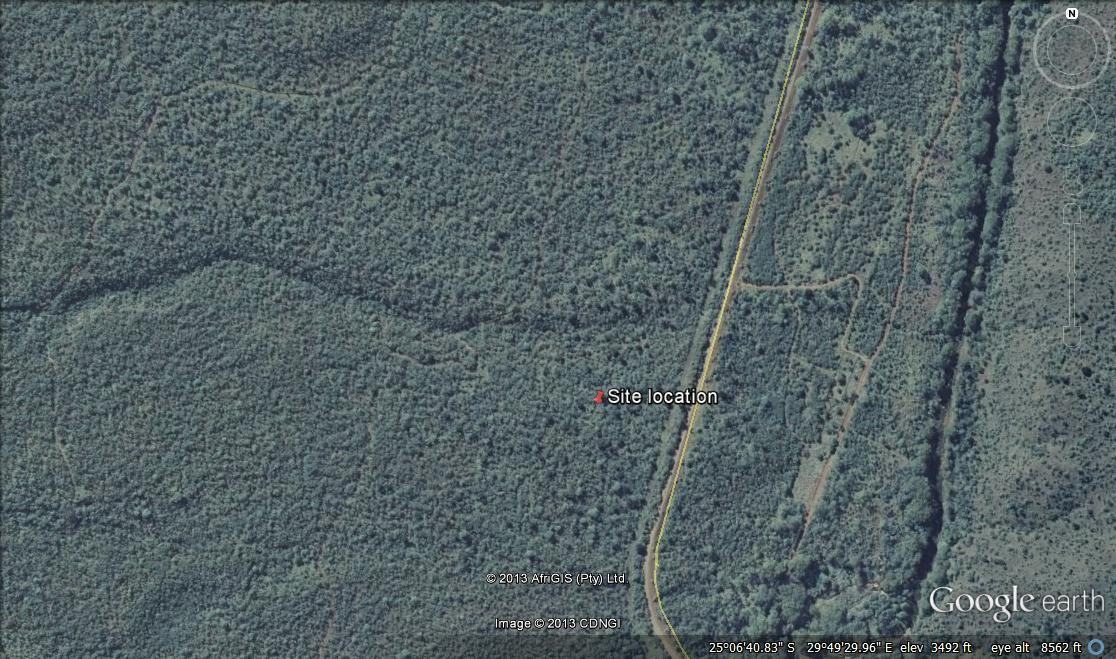 N
Site location
© 2013 AfriGIS (Pty) Ltd.
Image © 2013 CDNGI
Google earth
25°06'40.83" S 29°49'29.96" E elev 3492 ft eye alt 8562 ft